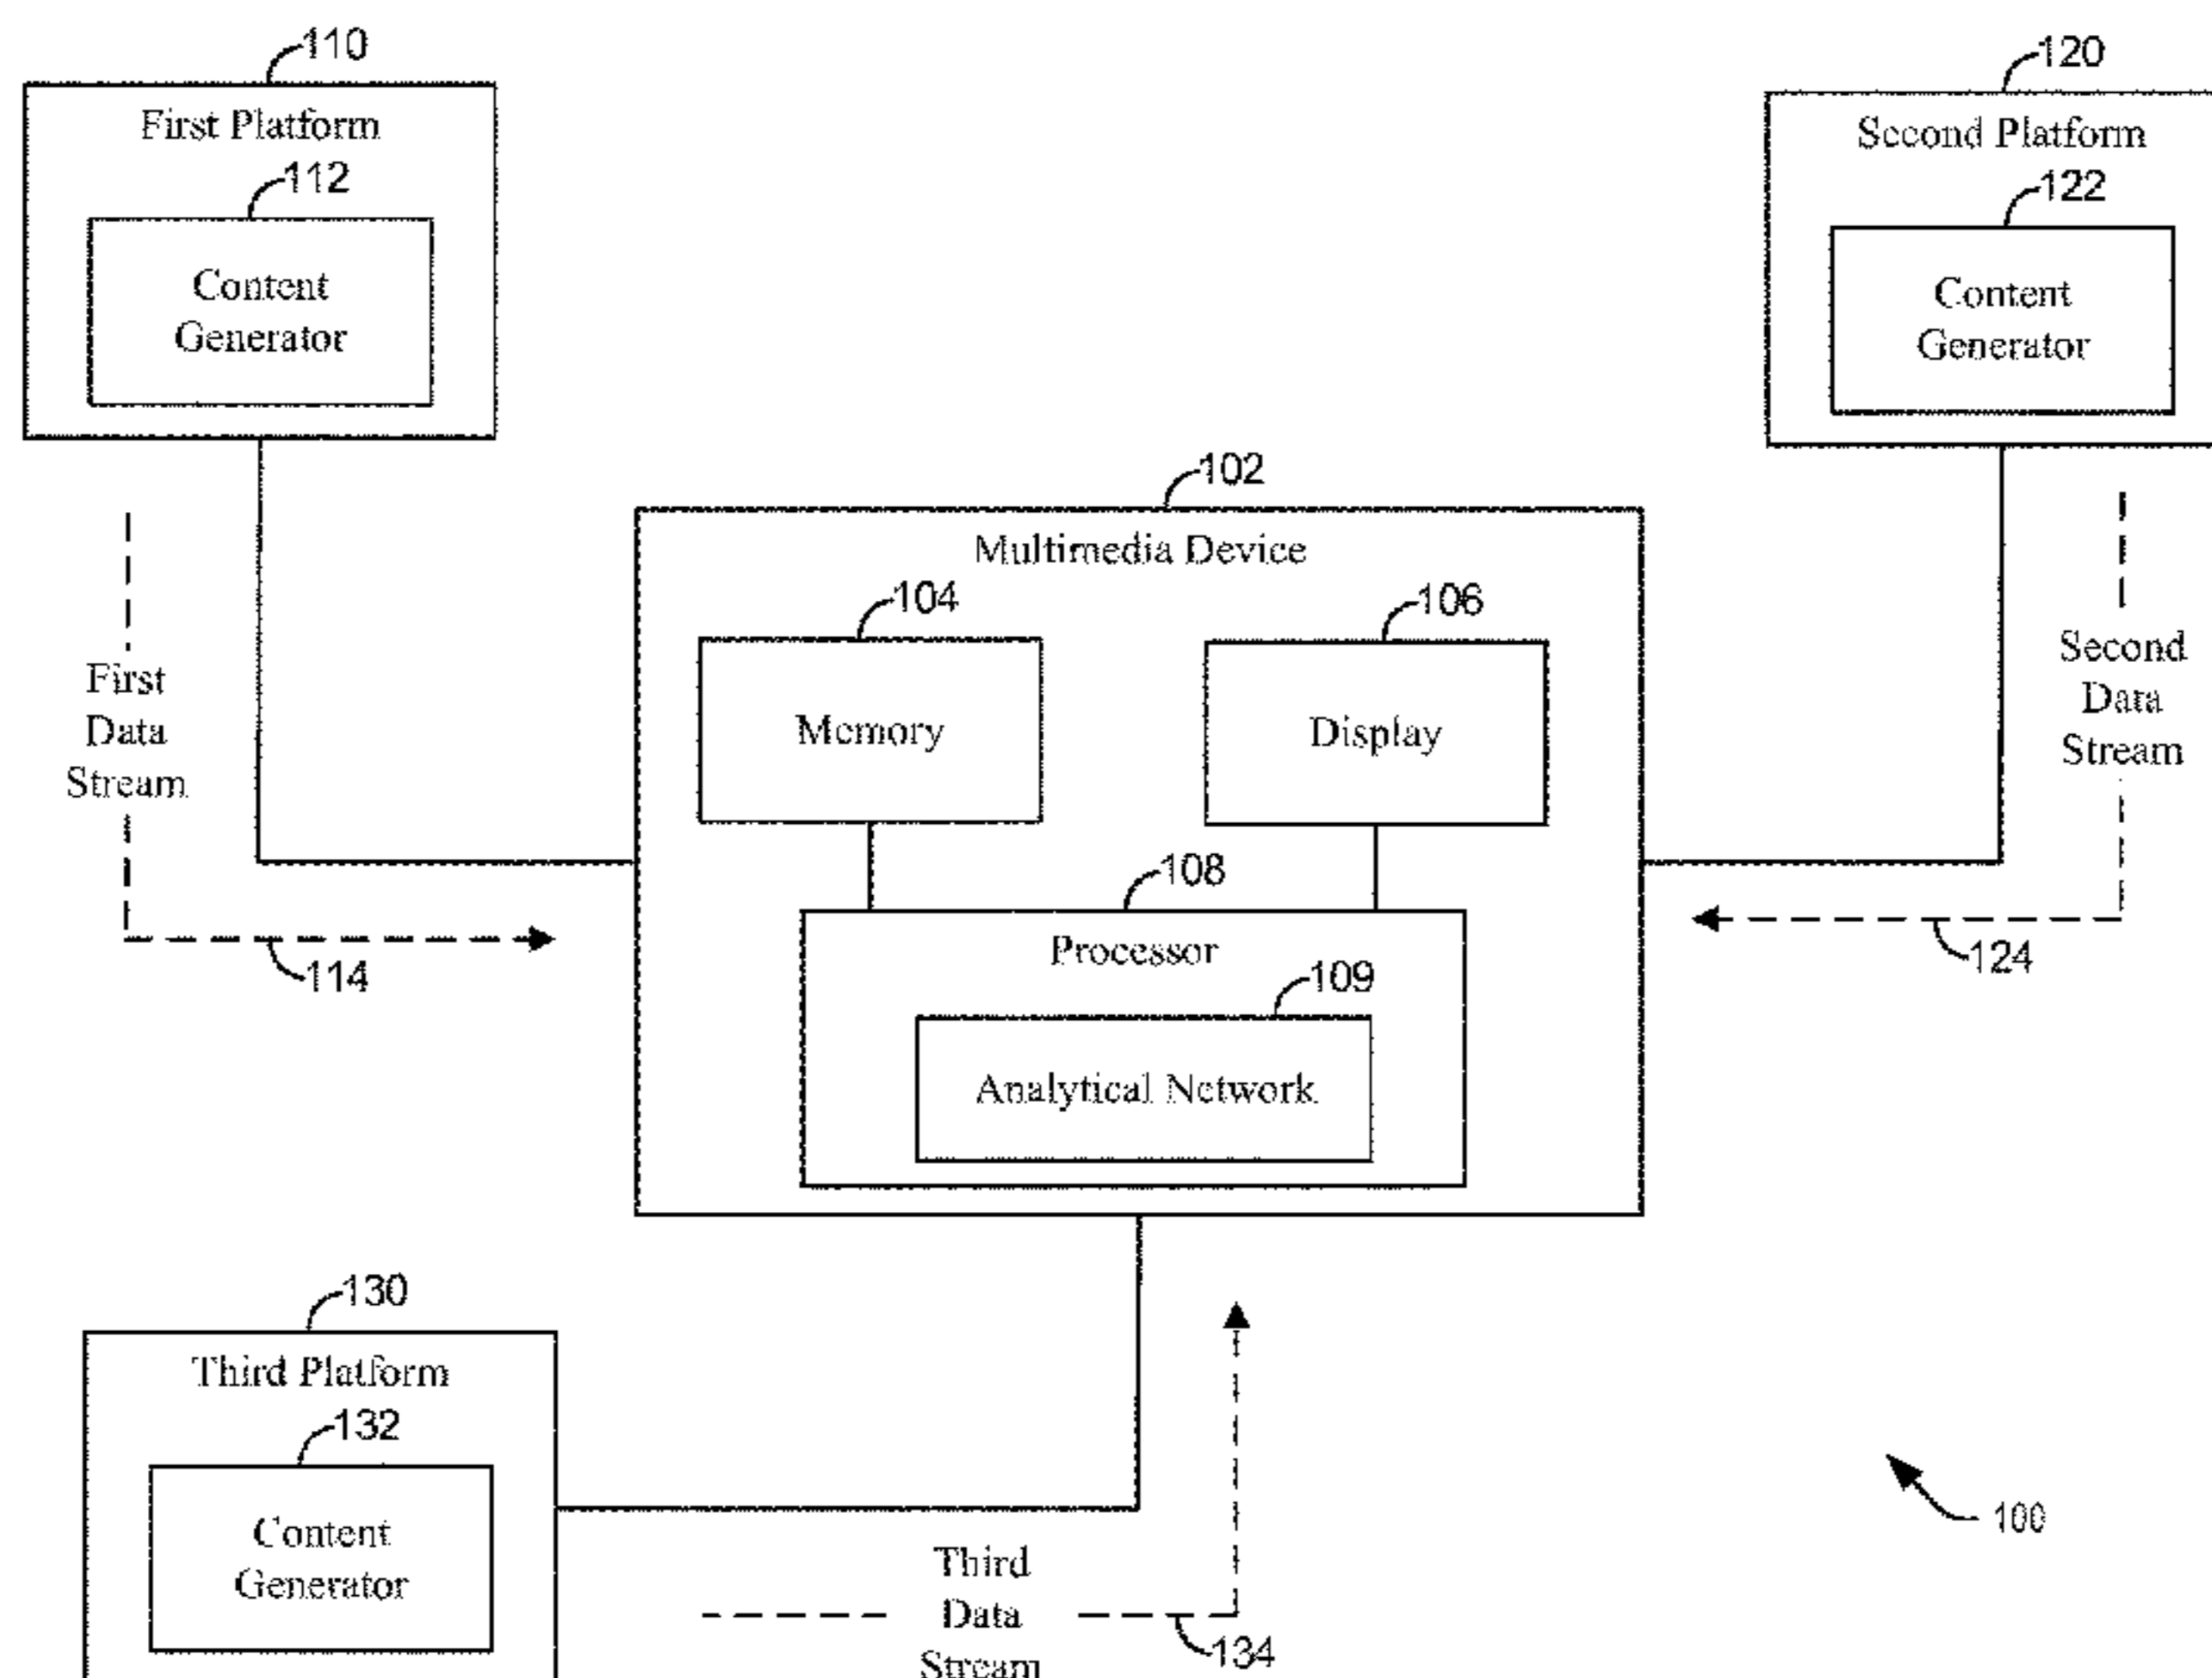 110
First Platform
112
Content
Generator
120
Second Platform
122
Content
Generator
102
Multimedia Device
104
Memory
106
Display
108
Processor
109
Analytical Network
First
Data
Stream
114
Second
Data
Stream
124
130
Third Platform
132
Content
Generator
Third
Data
Stream
134
100